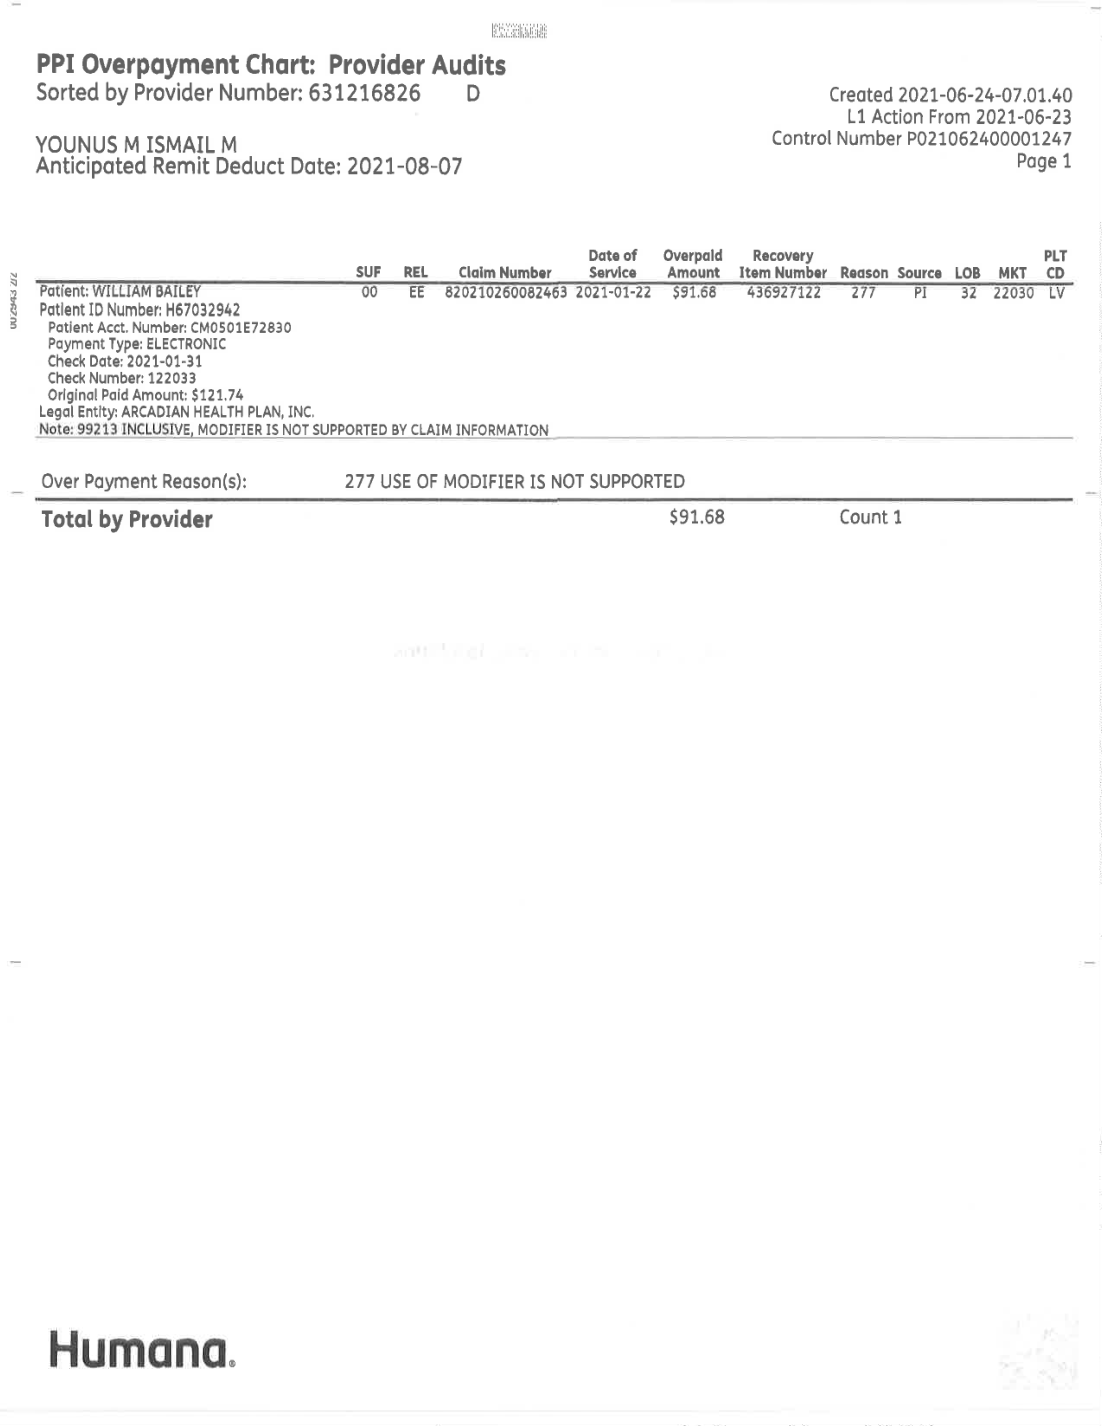 PPI Overpayment Chart: Provider Audits
Sorted by Provider Number: 631216826 D
Created 2021-06-24-07.01.40
L1 Action From 2021-06-23
Control Number P021062400001247
Page 1
YOUNUS M ISMAIL M
Anticipated Remit Deduct Date: 2021-08-07
SUF REL Claim Number Date of Service Overpaid Amount Recovery Item Number Reason Source LOB MKT PLT CD
Patient: WILLIAM BAILEY 00 EE 820210260082463 2021-01-22 $91.68 436927122 277 PI 32 22030 LV
Patient ID Number: H67032942
Patient Acct. Number: CM0501E72830
Payment Type: ELECTRONIC
Check Date: 2021-01-31
Check Number: 122033
Original Paid Amount: $121.74
Legal Entity: ARCADIAN HEALTH PLAN, INC.
Note: 99213 INCLUSIVE, MODIFIER IS NOT SUPPORTED BY CLAIM INFORMATION
Over Payment Reason(s): 277 USE OF MODIFIER IS NOT SUPPORTED
Total by Provider $91.68 Count 1
Humana.